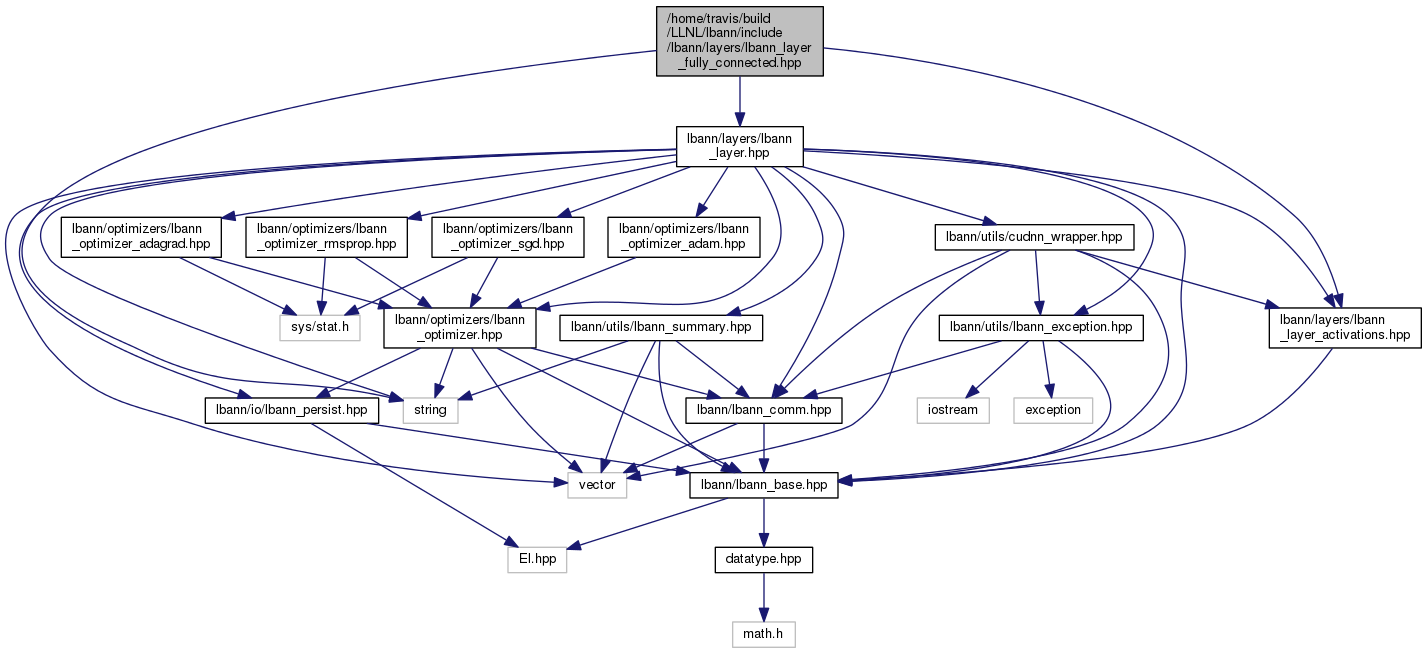 /home/travis/build
/LLNL/lbann/include
/lbann/layers/lbann_layer
_fully_connected.hpp
lbann/layers/lbann
_layer.hpp
lbann/optimizers/lbann
_optimizer_adagrad.hpp
lbann/optimizers/lbann
_optimizer_rmsprop.hpp
lbann/optimizers/lbann
_optimizer_sgd.hpp
lbann/optimizers/lbann
_optimizer_adam.hpp
lbann/utils/cudnn_wrapper.hpp
sys/stat.h
lbann/optimizers/lbann
_optimizer.hpp
lbann/utils/lbann_summary.hpp
lbann/utils/lbann_exception.hpp
lbann/layers/lbann
_layer_activations.hpp
lbann/io/lbann_persist.hpp
string
lbann/lbann_comm.hpp
iostream
exception
vector
lbann/lbann_base.hpp
El.hpp
datatype.hpp
math.h